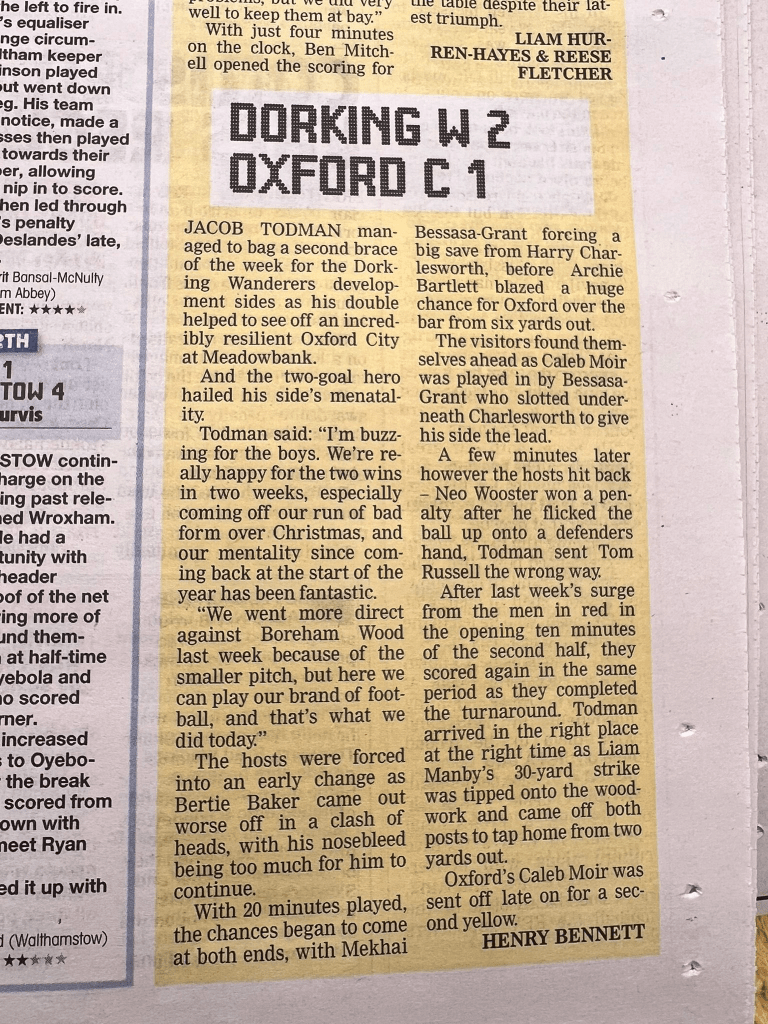 he left to fire in.
's equaliser
nge circum-
ltham keeper
inson played
out went down
eg. His team
notice, made a
sses then played
towards their
per, allowing
nip in to score.
hen led through
's penalty
Deslandes' late,
rit Bansal-McNulty
m Abbey)
ENT: ★★★★★
1
TOW 4
urvis
STOW contin-
harge on the
ing past rele-
ned Wroxham.
le had a
tunity with
header
oof of the net
ring more of
und them-
at half-time
yebola and
no scored
rner.
increased
s to Oyebo-
r the break
scored from
own with
meet Ryan
ed it up with
d (Walthamstow)
★★★★★
problems, but we did very
well to keep them at bay."
With just four minutes
on the clock, Ben Mitch-
ell opened the scoring for
the table despite their lat-
est triumph.
LIAM HUR-
REN-HAYES & REESE
FLETCHER
DORKING W 2
OXFORD C 1
JACOB TODMAN man-
aged to bag a second brace
of the week for the Dork-
ing Wanderers develop-
ment sides as his double
helped to see off an incred-
ibly resilient Oxford City
at Meadowbank.
And the two-goal hero
hailed his side's menatal-
ity.
Todman said: "I'm buzz-
ing for the boys. We're re-
ally happy for the two wins
in two weeks, especially
coming off our run of bad
form over Christmas, and
our mentality since com-
ing back at the start of the
year has been fantastic.
"We went more direct
against Boreham Wood
last week because of the
smaller pitch, but here we
can play our brand of foot-
ball, and that's what we
did today."
The hosts were forced
into an early change as
Bertie Baker came out
worse off in a clash of
heads, with his nosebleed
being too much for him to
continue.
With 20 minutes played,
the chances began to come
at both ends, with Mekhai
Bessasa-Grant forcing a
big save from Harry Char-
lesworth, before Archie
Bartlett blazed a huge
chance for Oxford over the
bar from six yards out.
The visitors found them-
selves ahead as Caleb Moir
was played in by Bessasa-
Grant who slotted under-
neath Charlesworth to give
his side the lead.
A few minutes later
however the hosts hit back
– Neo Wooster won a pen-
alty after he flicked the
ball up onto a defenders
hand, Todman sent Tom
Russell the wrong way.
After last week's surge
from the men in red in
the opening ten minutes
of the second half, they
scored again in the same
period as they completed
the turnaround. Todman
arrived in the right place
at the right time as Liam
Manby's 30-yard strike
was tipped onto the wood-
work and came off both
posts to tap home from two
yards out.
Oxford's Caleb Moir was
sent off late on for a sec-
ond yellow.
HENRY BENNETT